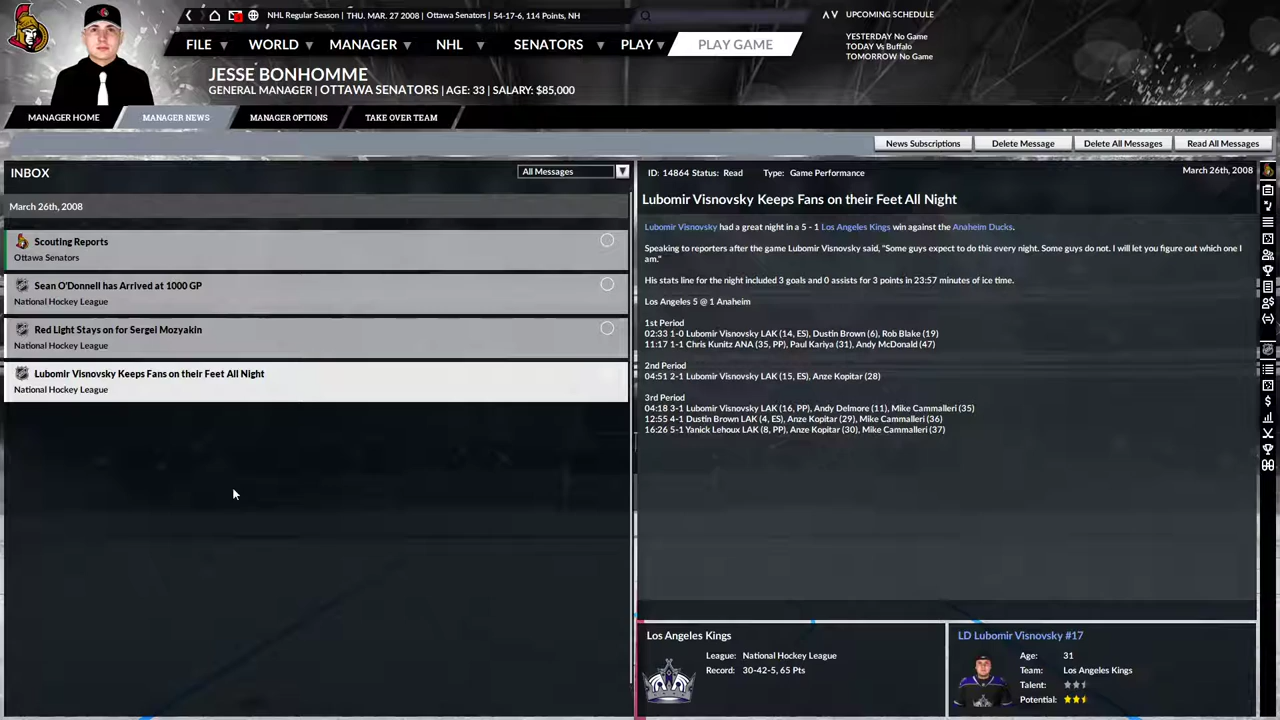 NHL Regular Season | THU. MAR. 27 2008 | Ottawa Senators | 54-17-6, 114 Points, NH
UPCOMING SCHEDULE
YESTERDAY No Game
TODAY Vs Buffalo
TOMORROW No Game
FILE
WORLD
MANAGER
NHL
SENATORS
PLAY
PLAY GAME
JESSE BONHOMME
GENERAL MANAGER | OTTAWA SENATORS | AGE: 33 | SALARY: $85,000
MANAGER HOME
MANAGER NEWS
MANAGER OPTIONS
TAKE OVER TEAM
News Subscriptions
Delete Message
Delete All Messages
Read All Messages
INBOX
All Messages
March 26th, 2008
Scouting Reports
Ottawa Senators
Sean O'Donnell has Arrived at 1000 GP
National Hockey League
Red Light Stays on for Sergei Mozyakin
National Hockey League
Lubomir Visnovsky Keeps Fans on their Feet All Night
National Hockey League
ID: 14864 Status: Read Type: Game Performance
March 26th, 2008
Lubomir Visnovsky Keeps Fans on their Feet All Night
Lubomir Visnovsky had a great night in a 5 - 1 Los Angeles Kings win against the Anaheim Ducks.
Speaking to reporters after the game Lubomir Visnovsky said, "Some guys expect to do this every night. Some guys do not. I will let you figure out which one I
am."
His stats line for the night included 3 goals and 0 assists for 3 points in 23:57 minutes of ice time.
Los Angeles 5 @ 1 Anaheim
1st Period
02:33 1-0 Lubomir Visnovsky LAK (14, ES), Dustin Brown (6), Rob Blake (19)
11:17 1-1 Chris Kunitz ANA (35, PP), Paul Kariya (31), Andy McDonald (47)
2nd Period
04:51 2-1 Lubomir Visnovsky LAK (15, ES), Anze Kopitar (28)
3rd Period
04:18 3-1 Lubomir Visnovsky LAK (16, PP), Andy Delmore (11), Mike Cammalleri (35)
12:55 4-1 Dustin Brown LAK (4, ES), Anze Kopitar (29), Mike Cammalleri (36)
16:26 5-1 Yanick Lehoux LAK (8, PP), Anze Kopitar (30), Mike Cammalleri (37)
Los Angeles Kings
League: National Hockey League
Record: 30-42-5, 65 Pts
LD Lubomir Visnovsky #17
Age: 31
Team: Los Angeles Kings
Talent:
Potential: